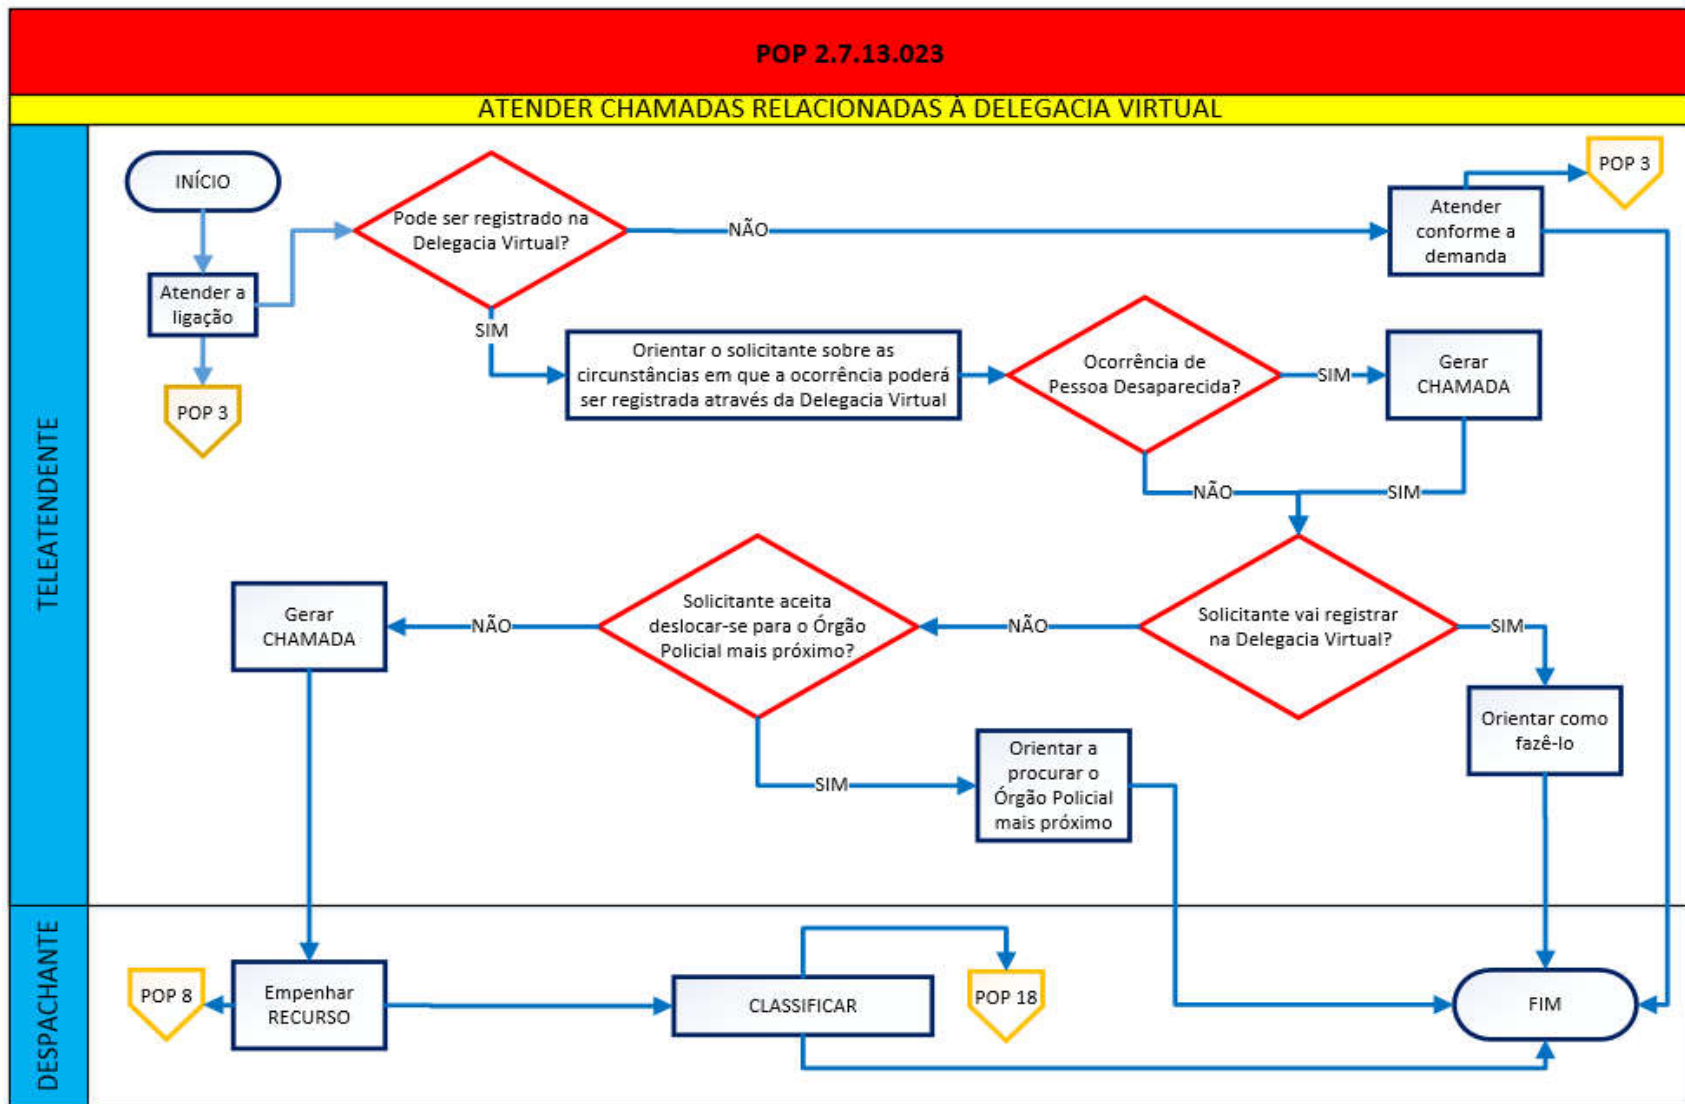 POP 2.7.13.023
ATENDER CHAMADAS RELACIONADAS À DELEGACIA VIRTUAL
TELEATENDENTE
INÍCIO
Atender a
ligação
POP 3
Pode ser registrado na
Delegacia Virtual?
NÃO
Atender
conforme a
demanda
POP 3
SIM
Orientar o solicitante sobre as
circunstâncias em que a ocorrência poderá
ser registrada através da Delegacia Virtual
Ocorrência de
Pessoa Desaparecida?
SIM
Gerar
CHAMADA
NÃO
SIM
Solicitante vai registrar
na Delegacia Virtual?
SIM
Orientar como
fazê-lo
NÃO
Solicitante aceita
deslocar-se para o Órgão
Policial mais próximo?
NÃO
Gerar
CHAMADA
SIM
Orientar a
procurar o
Órgão Policial
mais próximo
DESPACHANTE
POP 8
Empenhar
RECURSO
CLASSIFICAR
POP 18
FIM